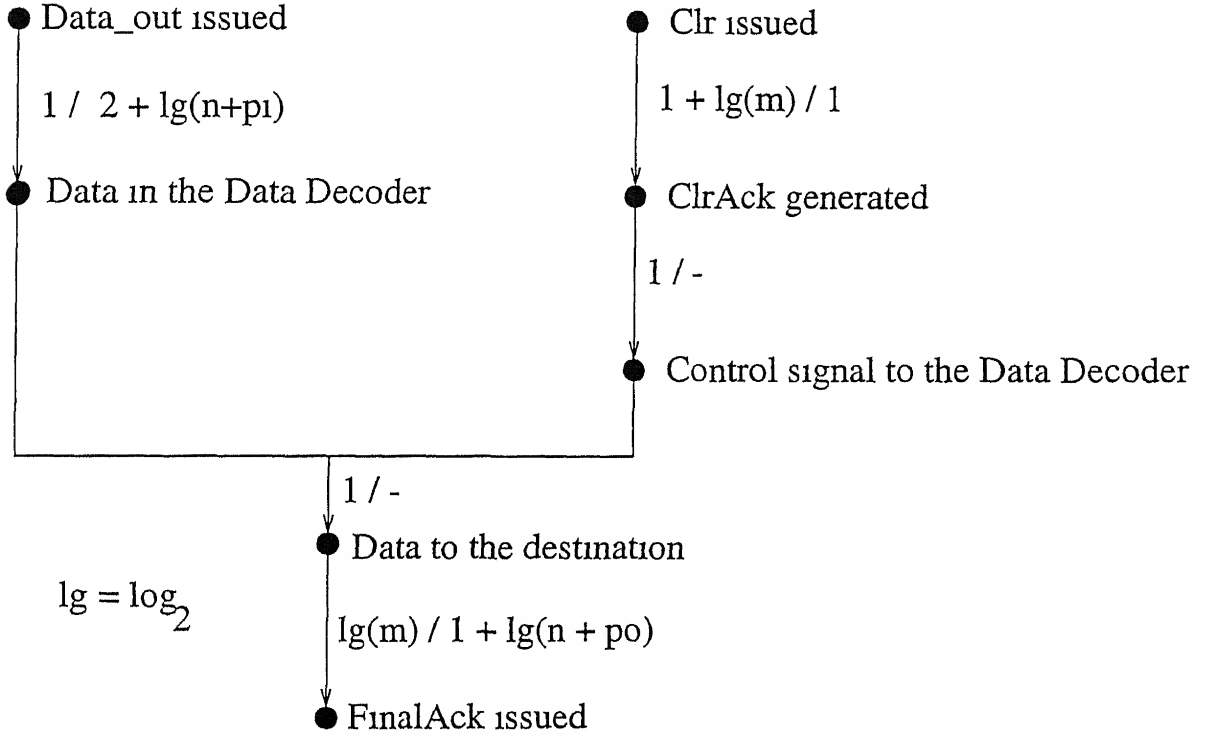 Data_out issued
1 / 2 + lg(n+pi)
Data in the Data Decoder
Clr issued
1 + lg(m) / 1
ClrAck generated
1 / -
Control signal to the Data Decoder
1 / -
Data to the destination
lg = log2
lg(m) / 1 + lg(n + po)
FinalAck issued